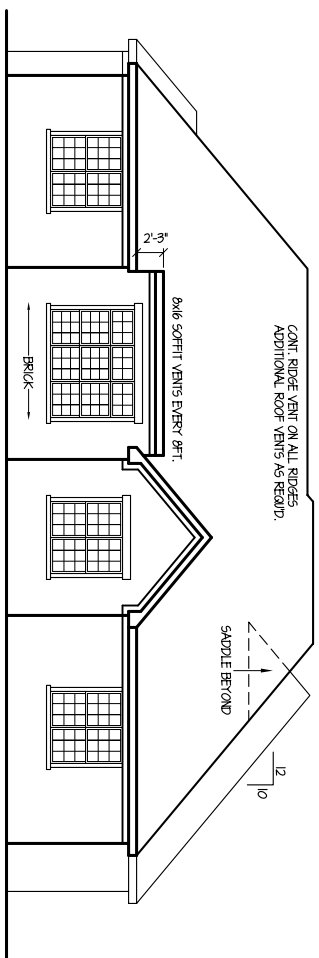 CONT. RIDGE VENT ON ALL RIDGES
ADDITIONAL ROOF VENTS AS REQ'D.
12
10
SADDLE BEYOND
8x16 SOFFIT VENTS EVERY 8FT.
2'-3"
BRICK